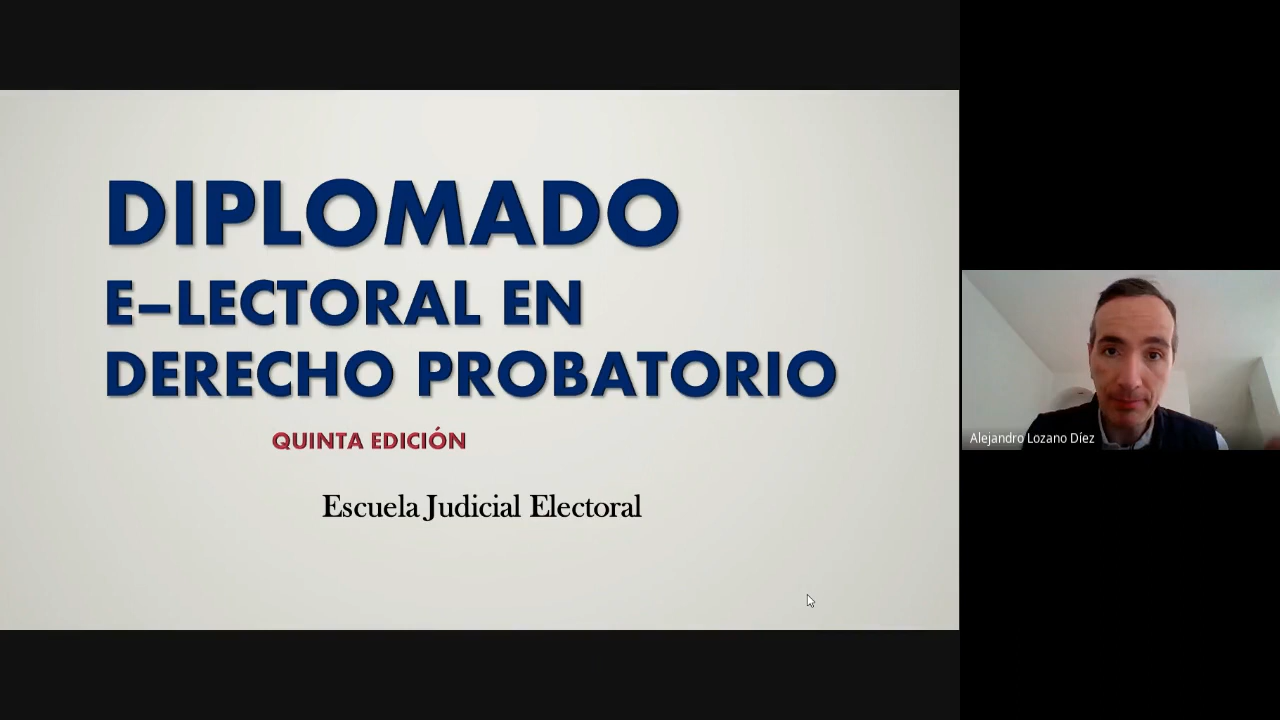 DIPLOMADO
E–LECTORAL EN
DERECHO PROBATORIO
QUINTA EDICIÓN
Escuela Judicial Electoral
Alejandro Lozano Díez